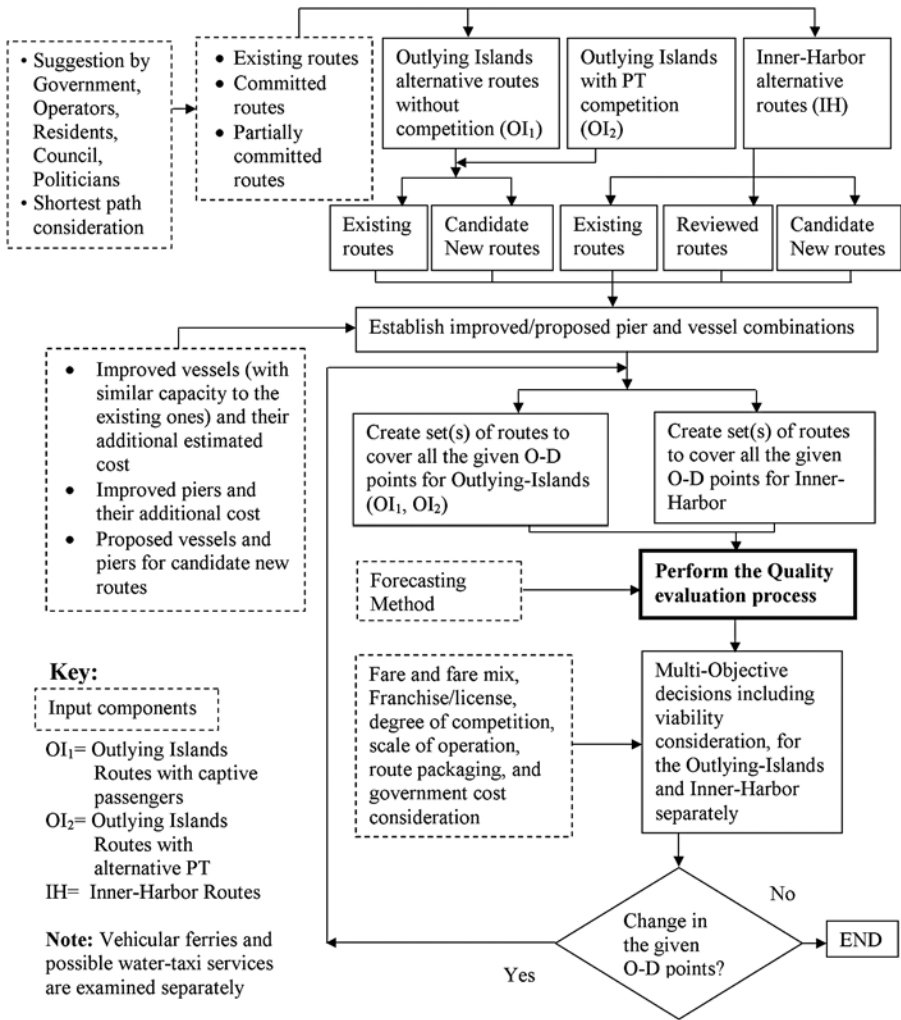 • Suggestion by
Government,
Operators,
Residents,
Council,
Politicians
• Shortest path
consideration
• Existing routes
• Committed
routes
• Partially
committed
routes
Outlying Islands
alternative routes
without
competition (OI₁)
Outlying Islands
with PT
competition
(OI₂)
Inner-Harbor
alternative
routes (IH)
Existing
routes
Candidate
New routes
Existing
routes
Reviewed
routes
Candidate
New routes
Establish improved/proposed pier and vessel combinations
• Improved vessels (with
similar capacity to the
existing ones) and their
additional estimated
cost
• Improved piers and
their additional cost
• Proposed vessels and
piers for candidate new
routes
Create set(s) of routes to
cover all the given O-D
points for Outlying-Islands
(OI₁, OI₂)
Create set(s) of routes
to cover all the given
O-D points for Inner-
Harbor
Forecasting
Method
Perform the Quality
evaluation process
Fare and fare mix,
Franchise/license,
degree of competition,
scale of operation,
route packaging, and
government cost
consideration
Multi-Objective
decisions including
viability
consideration, for
the Outlying-Islands
and Inner-Harbor
separately
Change in
the given
O-D points?
Yes
No
END
Key:
Input components
OI₁= Outlying Islands
Routes with captive
passengers
OI₂= Outlying Islands
Routes with
alternative PT
IH= Inner-Harbor Routes
Note: Vehicular ferries and
possible water-taxi services
are examined separately